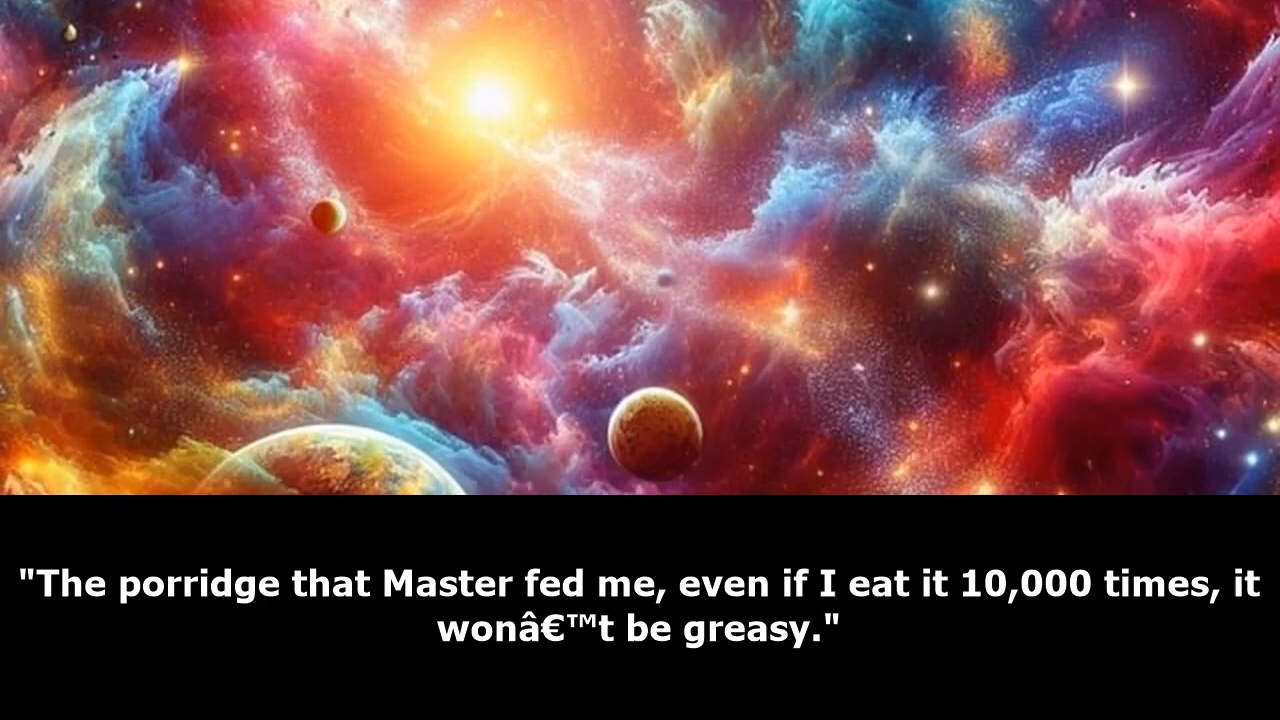 "The porridge that Master fed me, even if I eat it 10,000 times, it
wonâ€™t be greasy."